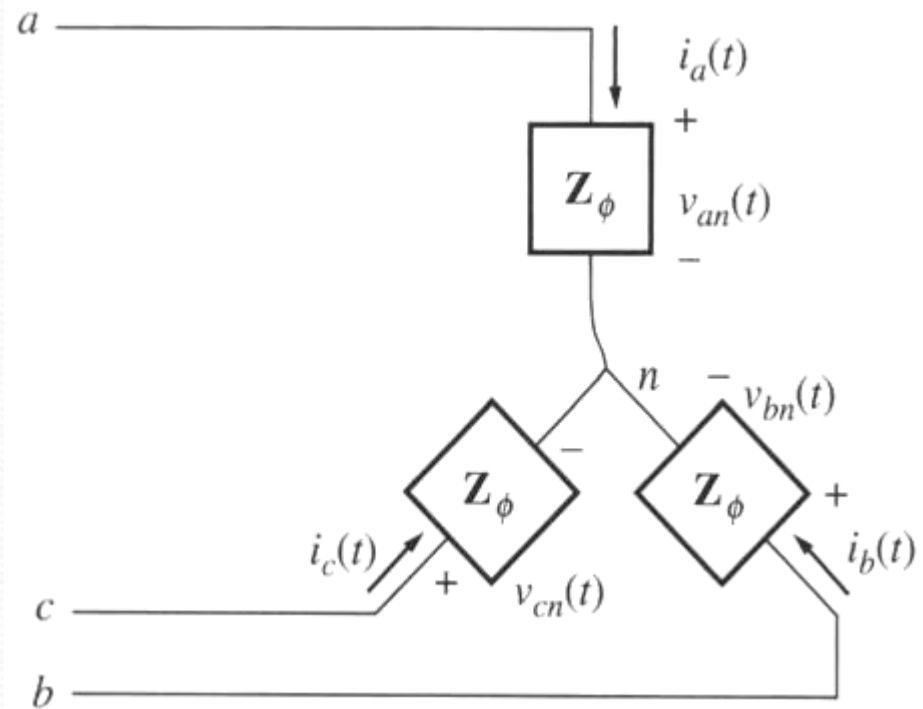 a
i_a(t)
+
Z_ϕ
v_an(t)
−
n
−
v_bn(t)
−
Z_ϕ
Z_ϕ
+
i_c(t)
+
v_cn(t)
i_b(t)
c
b